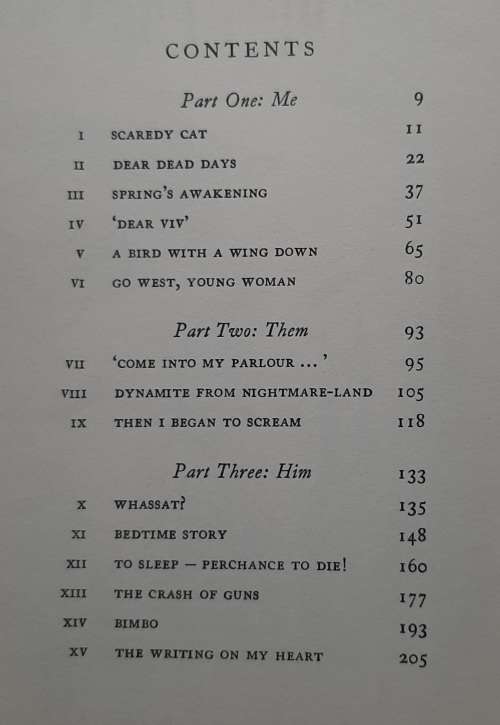 CONTENTS
Part One: Me 9
I SCAREDY CAT 11
II DEAR DEAD DAYS 22
III SPRING'S AWAKENING 37
IV ‘DEAR VIV’ 51
V A BIRD WITH A WING DOWN 65
VI GO WEST, YOUNG WOMAN 80
Part Two: Them 93
VII ‘COME INTO MY PARLOUR ... ’ 95
VIII DYNAMITE FROM NIGHTMARE-LAND 105
IX THEN I BEGAN TO SCREAM 118
Part Three: Him 133
X WHASSAT? 135
XI BEDTIME STORY 148
XII TO SLEEP — PERCHANCE TO DIE! 160
XIII THE CRASH OF GUNS 177
XIV BIMBO 193
XV THE WRITING ON MY HEART 205